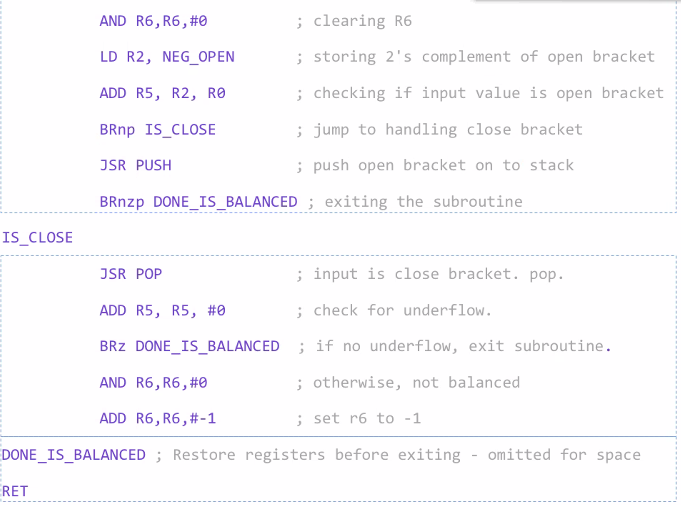 AND R6,R6,#0 ; clearing R6
LD R2, NEG_OPEN ; storing 2's complement of open bracket
ADD R5, R2, R0 ; checking if input value is open bracket
BRnp IS_CLOSE ; jump to handling close bracket
JSR PUSH ; push open bracket on to stack
BRnzp DONE_IS_BALANCED ; exiting the subroutine
IS_CLOSE
JSR POP ; input is close bracket. pop.
ADD R5, R5, #0 ; check for underflow.
BRz DONE_IS_BALANCED ; if no underflow, exit subroutine.
AND R6,R6,#0 ; otherwise, not balanced
ADD R6,R6,#-1 ; set r6 to -1
DONE_IS_BALANCED ; Restore registers before exiting - omitted for space
RET